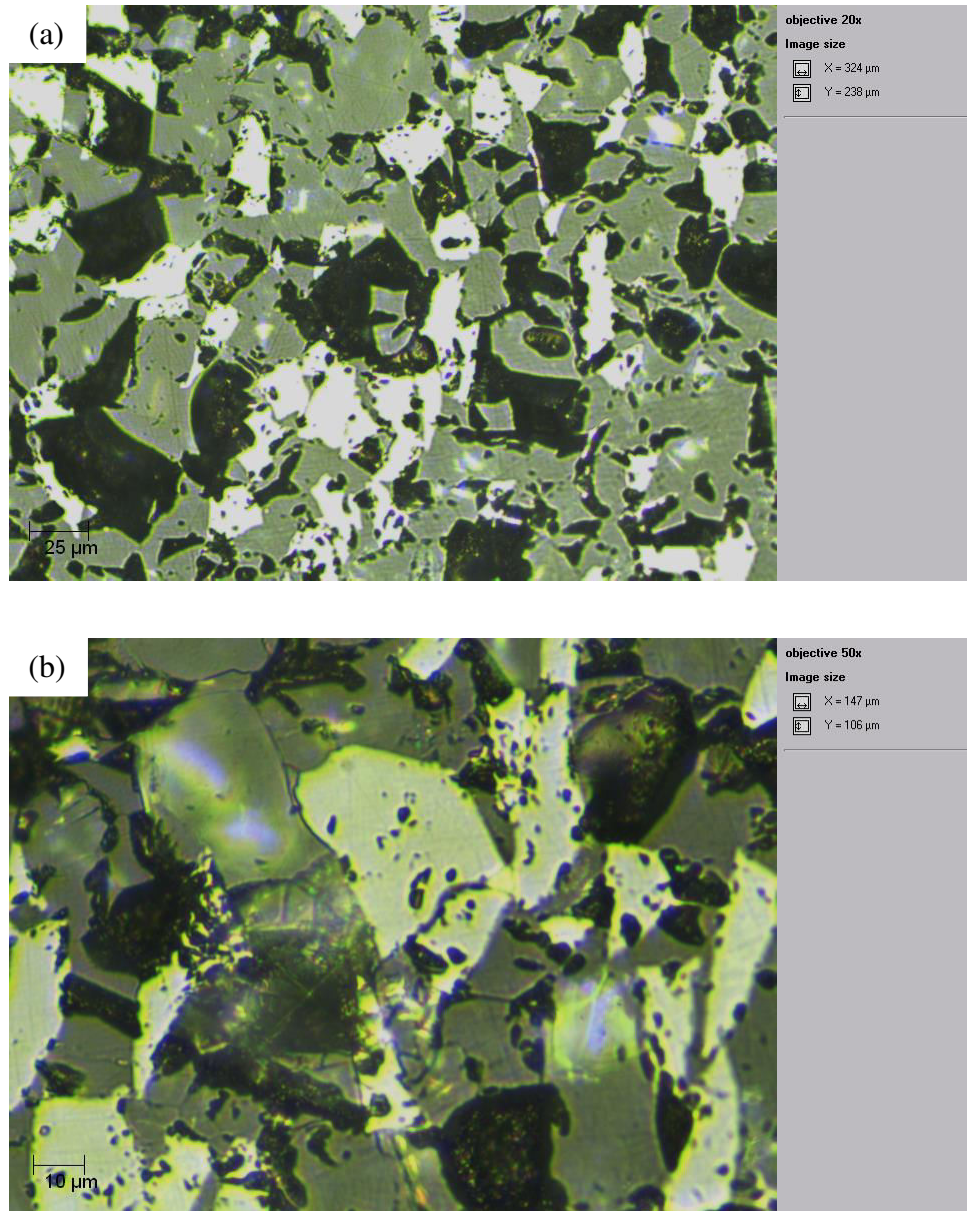 (a)
objective 20x
Image size
X = 324 µm
Y = 238 µm
25 µm
(b)
objective 50x
Image size
X = 147 µm
Y = 106 µm
10 µm